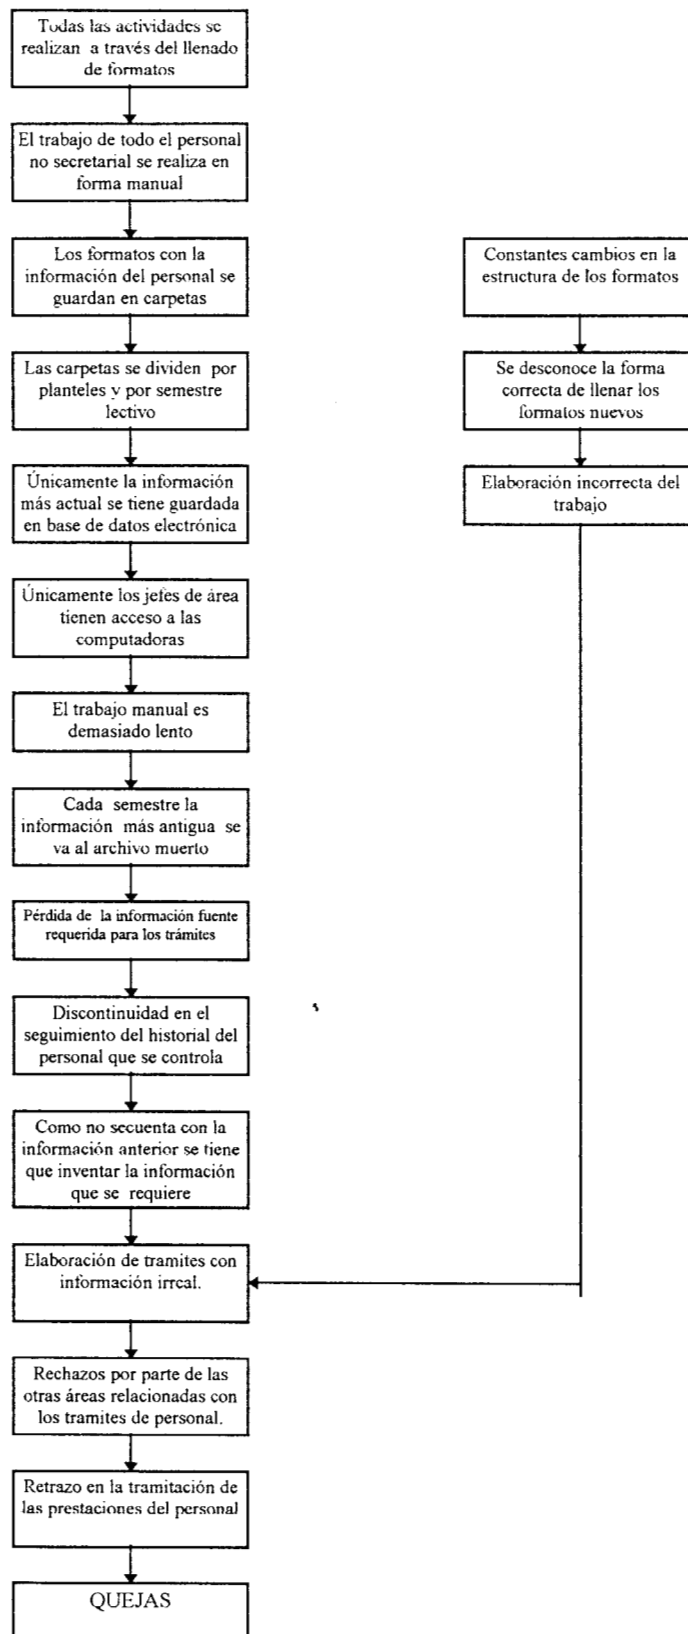 Todas las actividades se
realizan a través del llenado
de formatos
El trabajo de todo el personal
no secretarial se realiza en
forma manual
Los formatos con la
información del personal se
guardan en carpetas
Las carpetas se dividen por
planteles y por semestre
lectivo
Únicamente la información
más actual se tiene guardada
en base de datos electrónica
Únicamente los jefes de área
tienen acceso a las
computadoras
El trabajo manual es
demasiado lento
Cada semestre la
información más antigua se
va al archivo muerto
Pérdida de la información fuente
requerida para los trámites
Discontinuidad en el
seguimiento del historial del
personal que se controla
Como no secuenta con la
información anterior se tiene
que inventar la información
que se requiere
Constantes cambios en la
estructura de los formatos
Se desconoce la forma
correcta de llenar los
formatos nuevos
Elaboración incorrecta del
trabajo
Elaboración de tramites con
información irreal.
Rechazos por parte de las
otras áreas relacionadas con
los tramites de personal.
Retrazo en la tramitación de
las prestaciones del personal
QUEJAS